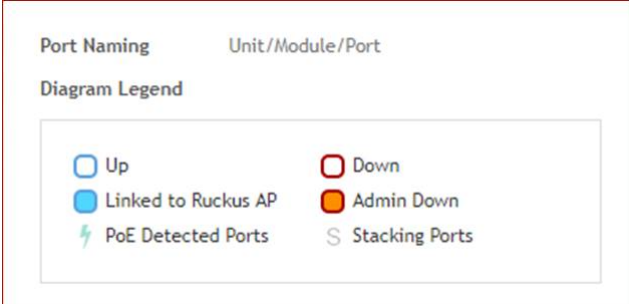 Port Naming Unit/Module/Port
Diagram Legend
Up Down
Linked to Ruckus AP Admin Down
PoE Detected Ports S Stacking Ports